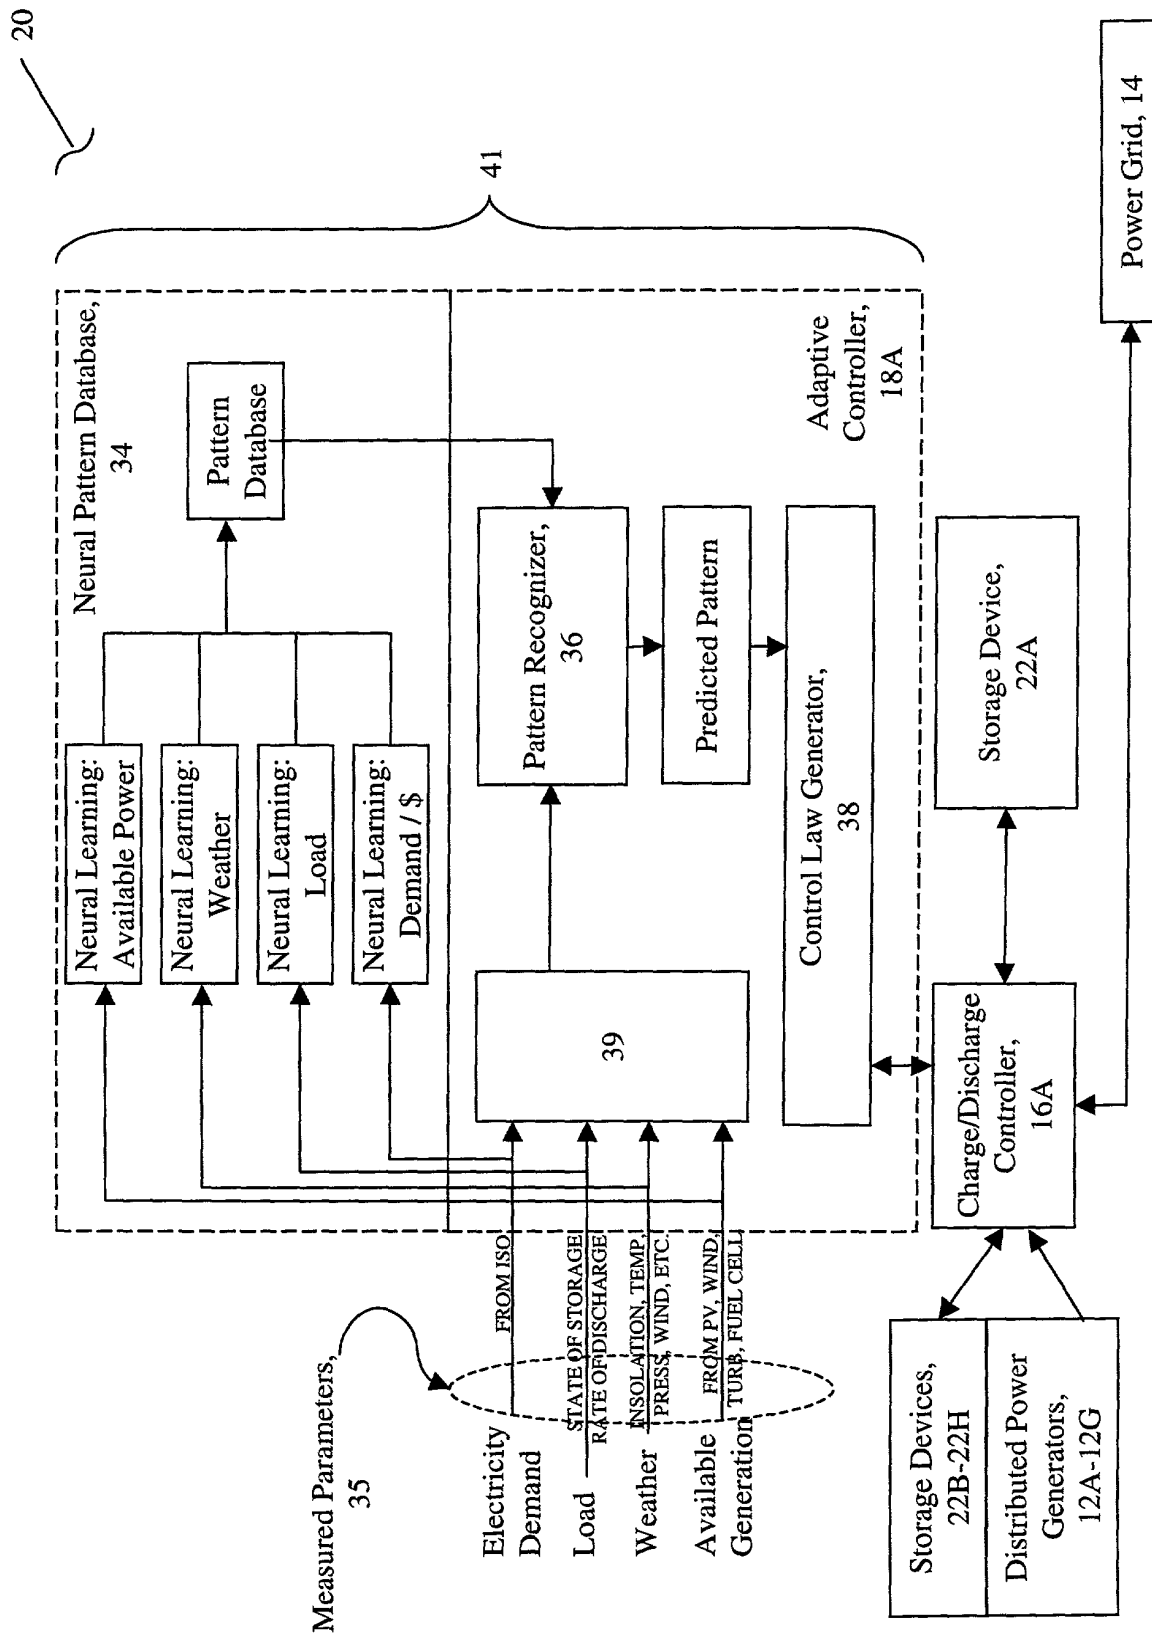 20
41
Neural Pattern Database,
34
Neural Learning:
Available Power
Neural Learning:
Weather
Neural Learning:
Load
Neural Learning:
Demand / $
Pattern
Database
Measured Parameters,
35
Electricity
Demand
FROM ISO
Load
STATE OF STORAGE
RATE OF DISCHARGE
Weather
INSOLATION, TEMP,
PRESS, WIND, ETC.
Available
Generation
FROM PV, WIND,
TURB, FUEL CELL
39
Pattern Recognizer,
36
Predicted Pattern
Control Law Generator,
38
Adaptive
Controller,
18A
Storage Devices,
22B-22H
Distributed Power
Generators,
12A-12G
Charge/Discharge
Controller,
16A
Storage Device,
22A
Power Grid, 14